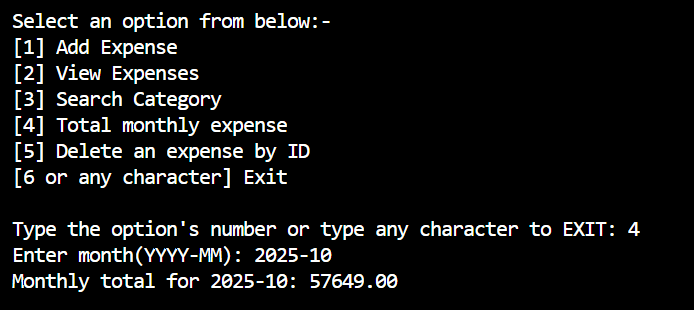 Select an option from below:-
[1] Add Expense
[2] View Expenses
[3] Search Category
[4] Total monthly expense
[5] Delete an expense by ID
[6 or any character] Exit
Type the option's number or type any character to EXIT: 4
Enter month(YYYY-MM): 2025-10
Monthly total for 2025-10: 57649.00